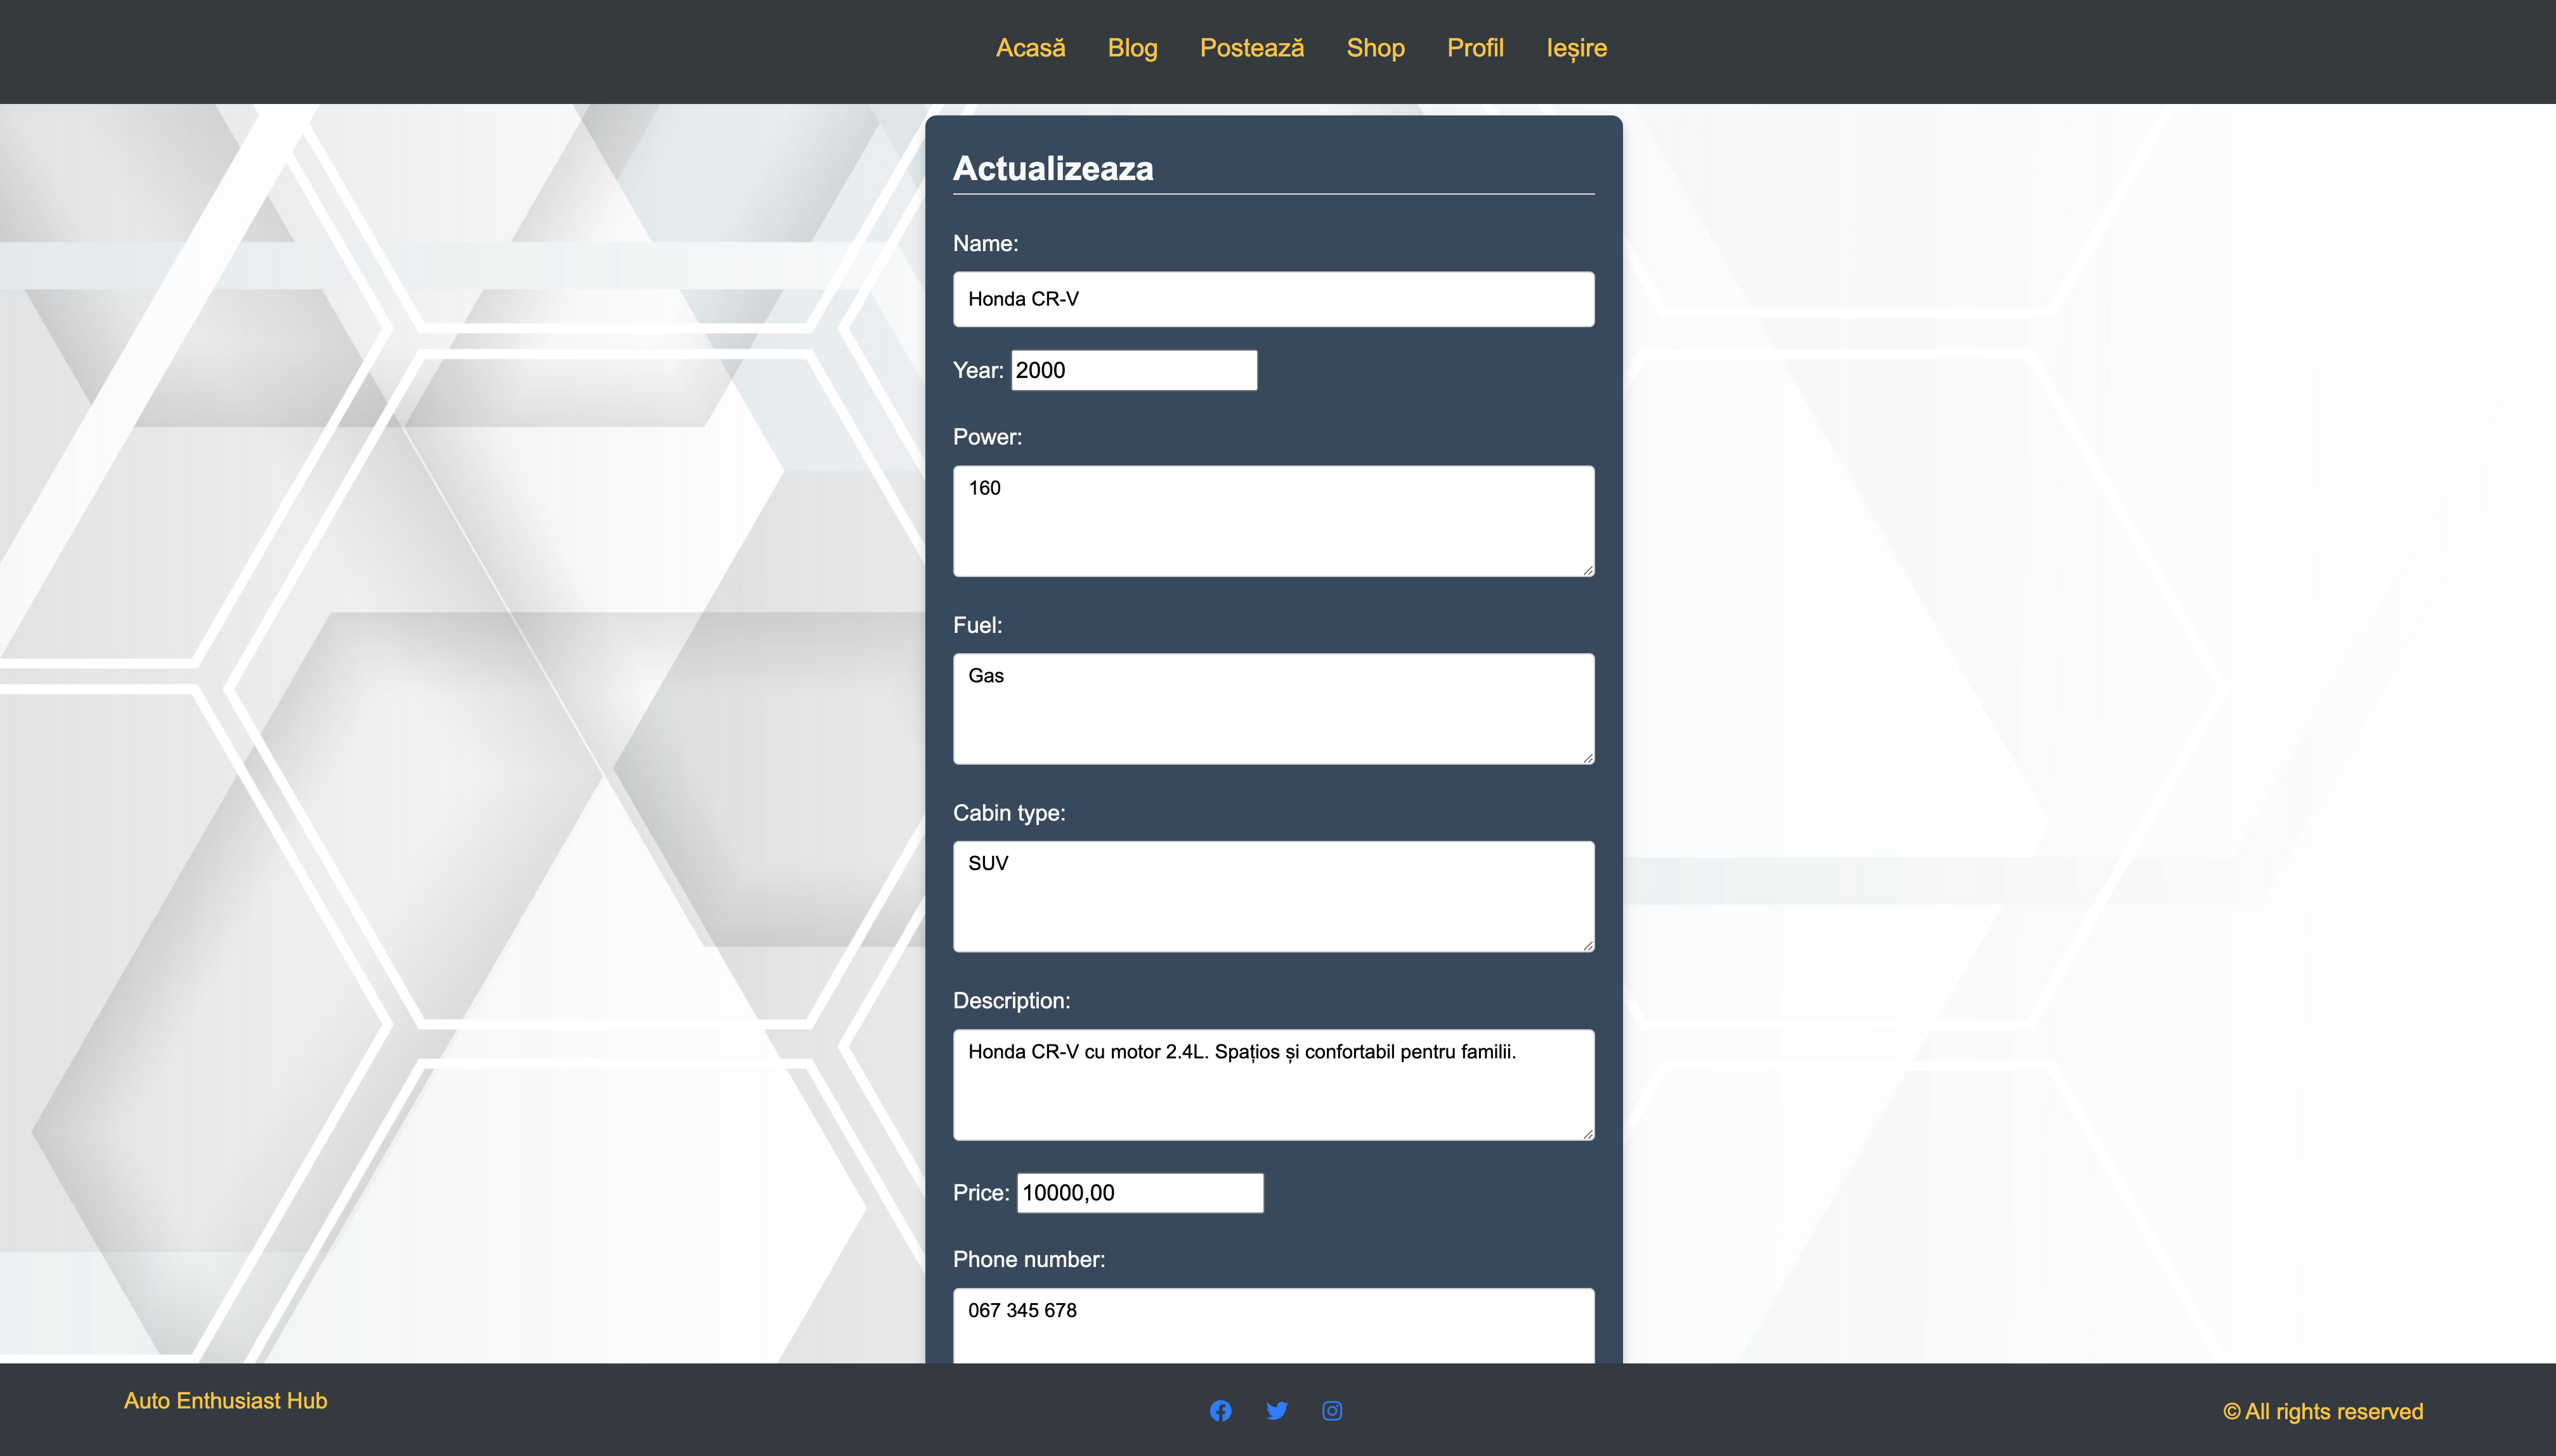 Acasă Blog Postează Shop Profil Ieșire
Actualizeaza
Name:
Honda CR-V
Year: 2000
Power:
160
Fuel:
Gas
Cabin type:
SUV
Description:
Honda CR-V cu motor 2.4L. Spațios și confortabil pentru familii.
Price: 10000,00
Phone number:
067 345 678
Auto Enthusiast Hub
© All rights reserved